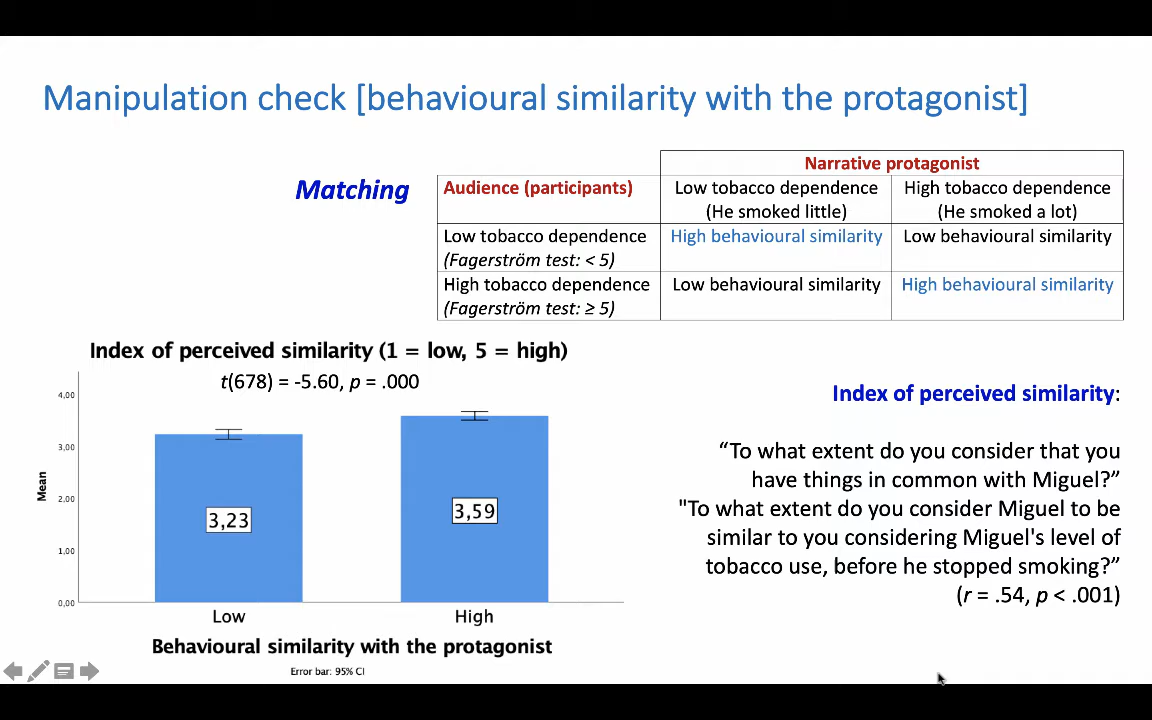 Manipulation check [behavioural similarity with the protagonist]
Matching
Narrative protagonist
Audience (participants)
Low tobacco dependence
(He smoked little)
High tobacco dependence
(He smoked a lot)
Low tobacco dependence
(Fagerström test: < 5)
High behavioural similarity
Low behavioural similarity
High tobacco dependence
(Fagerström test: ≥ 5)
Low behavioural similarity
High behavioural similarity
Index of perceived similarity (1 = low, 5 = high)
t(678) = -5.60, p = .000
4,00
3,00
2,00
1,00
0,00
Mean
3,23
3,59
Low
High
Behavioural similarity with the protagonist
Error bar: 95% CI
Index of perceived similarity:
“To what extent do you consider that you
have things in common with Miguel?”
"To what extent do you consider Miguel to be
similar to you considering Miguel's level of
tobacco use, before he stopped smoking?”
(r = .54, p < .001)